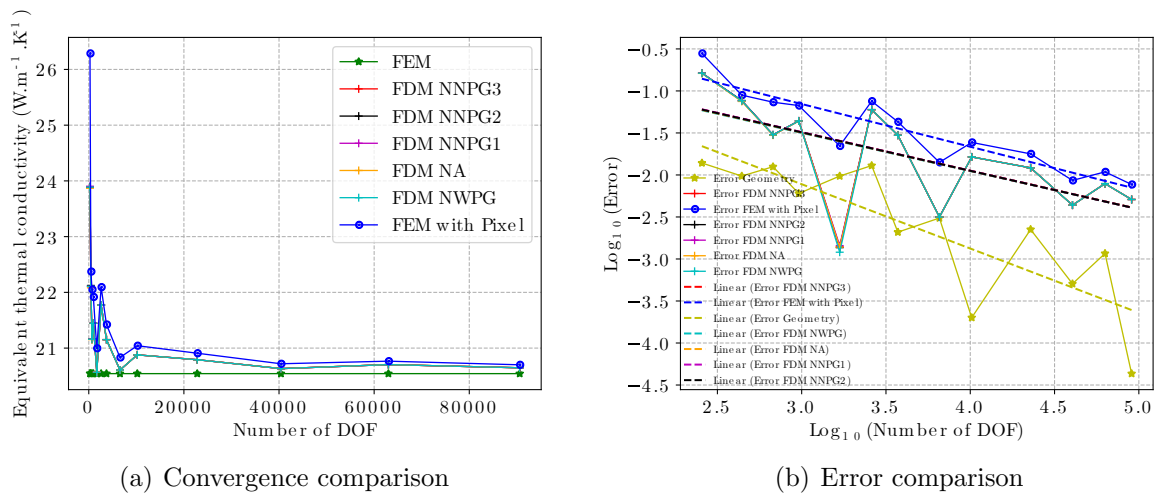 Equivalent thermal conductivity (W.m⁻¹.K¹)
26
25
24
23
22
21
0
20000
40000
60000
80000
Number of DOF
FEM
FDM NNPG3
FDM NNPG2
FDM NNPG1
FDM NA
FDM NWPG
FEM with Pixel
(a) Convergence comparison
Log₁₀(Error)
−0.5
−1.0
−1.5
−2.0
−2.5
−3.0
−3.5
−4.0
−4.5
2.5
3.0
3.5
4.0
4.5
5.0
Log₁₀(Number of DOF)
Error Geometry
Error FDM NNPG3
Error FEM with Pixel
Error FDM NNPG2
Error FDM NNPG1
Error FDM NA
Error FDM NWPG
Linear (Error FDM NNPG3)
Linear (Error FEM with Pixel)
Linear (Error Geometry)
Linear (Error FDM NWPG)
Linear (Error FDM NA)
Linear (Error FDM NNPG1)
Linear (Error FDM NNPG2)
(b) Error comparison